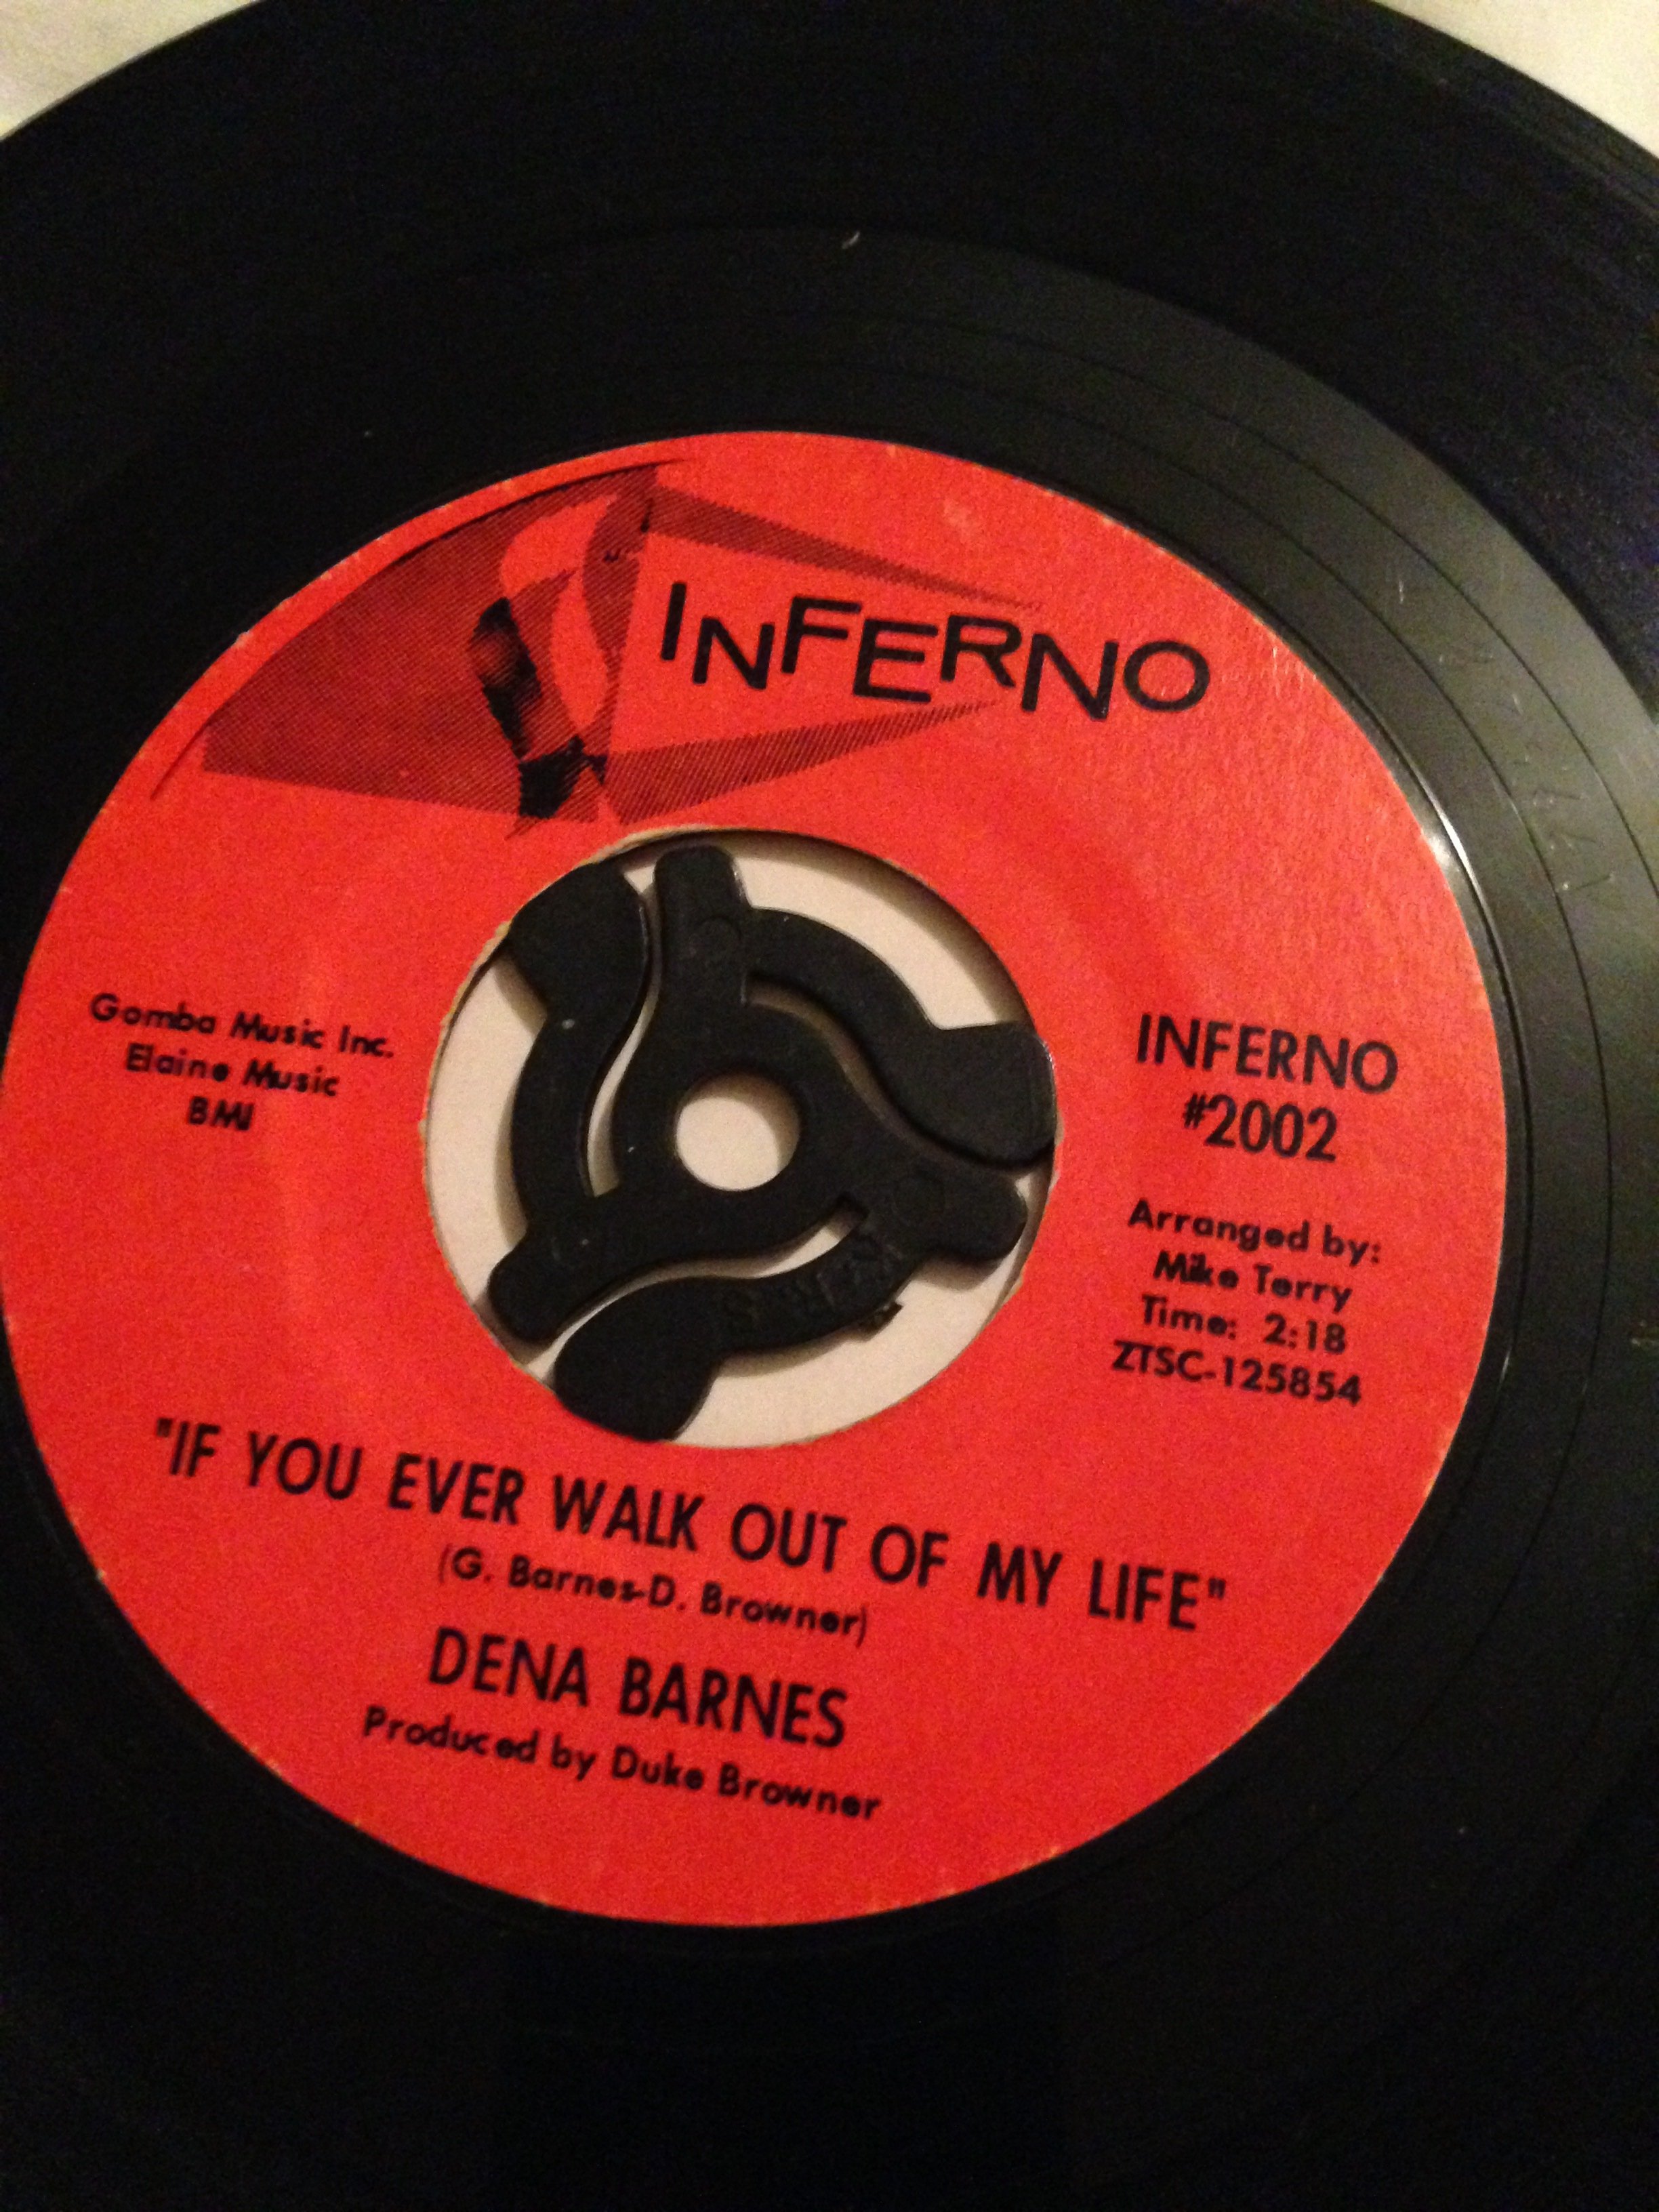 INFERNO
Gomba Music Inc.
Elaine Music
BMI
INFERNO
#2002
Arranged by:
Mike Terry
Time: 2:18
ZTSC-125854
"IF YOU EVER WALK OUT OF MY LIFE"
(G. Barnes-D. Browner)
DENA BARNES
Produced by Duke Browner